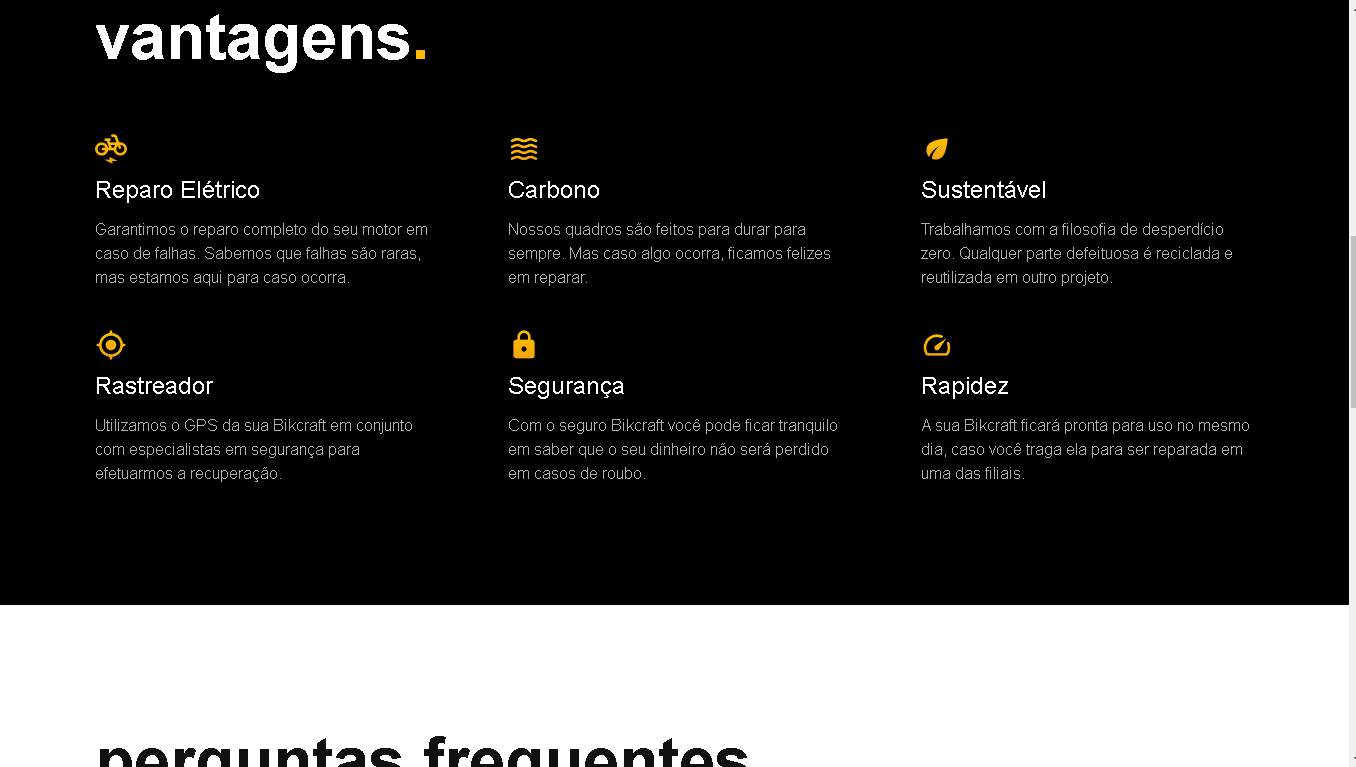 vantagens.
Reparo Elétrico
Garantimos o reparo completo do seu motor em
caso de falhas. Sabemos que falhas são raras,
mas estamos aqui para caso ocorra.
Carbono
Nossos quadros são feitos para durar para
sempre. Mas caso algo ocorra, ficamos felizes
em reparar.
Sustentável
Trabalhamos com a filosofia de desperdício
zero. Qualquer parte defeituosa é reciclada e
reutilizada em outro projeto.
Rastreador
Utilizamos o GPS da sua Bikcraft em conjunto
com especialistas em segurança para
efetuarmos a recuperação.
Segurança
Com o seguro Bikcraft você pode ficar tranquilo
em saber que o seu dinheiro não será perdido
em casos de roubo.
Rapidez
A sua Bikcraft ficará pronta para uso no mesmo
dia, caso você traga ela para ser reparada em
uma das filiais.
perguntas frequentes